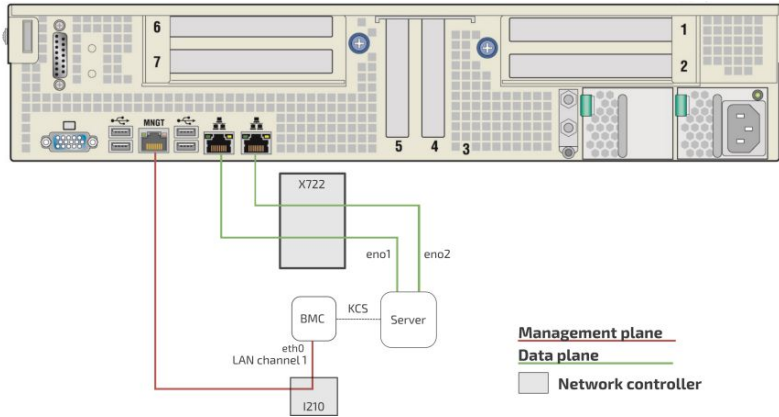 6
1
7
2
MNGT
5
4
3
X722
eno1
eno2
BMC
KCS
Server
eth0
LAN channel 1
I210
Management plane
Data plane
Network controller